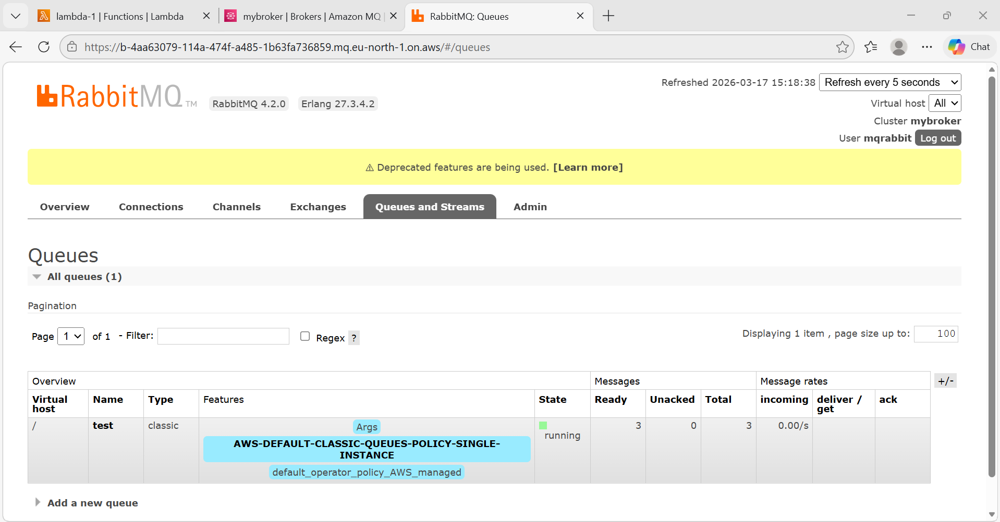 lambda-1 | Functions | Lambda
mybroker | Brokers | Amazon MQ
RabbitMQ: Queues
https://b-4aa63079-114a-474f-a485-1b63fa736859.mq.eu-north-1.on.aws/#/queues
Chat
RabbitMQ TM
RabbitMQ 4.2.0
Erlang 27.3.4.2
Refreshed 2026-03-17 15:18:38
Refresh every 5 seconds
Virtual host All
Cluster mybroker
User mqrabbit Log out
⚠ Deprecated features are being used. [Learn more]
Overview
Connections
Channels
Exchanges
Queues and Streams
Admin
Queues
All queues (1)
Pagination
Page 1 of 1 - Filter:
Regex ?
Displaying 1 item , page size up to: 100
Overview
Messages
Message rates
+/-
Virtual host
Name
Type
Features
State
Ready
Unacked
Total
incoming
deliver / get
ack
/
test
classic
Args
AWS-DEFAULT-CLASSIC-QUEUES-POLICY-SINGLE-
INSTANCE
default_operator_policy_AWS_managed
running
3
0
3
0.00/s
Add a new queue